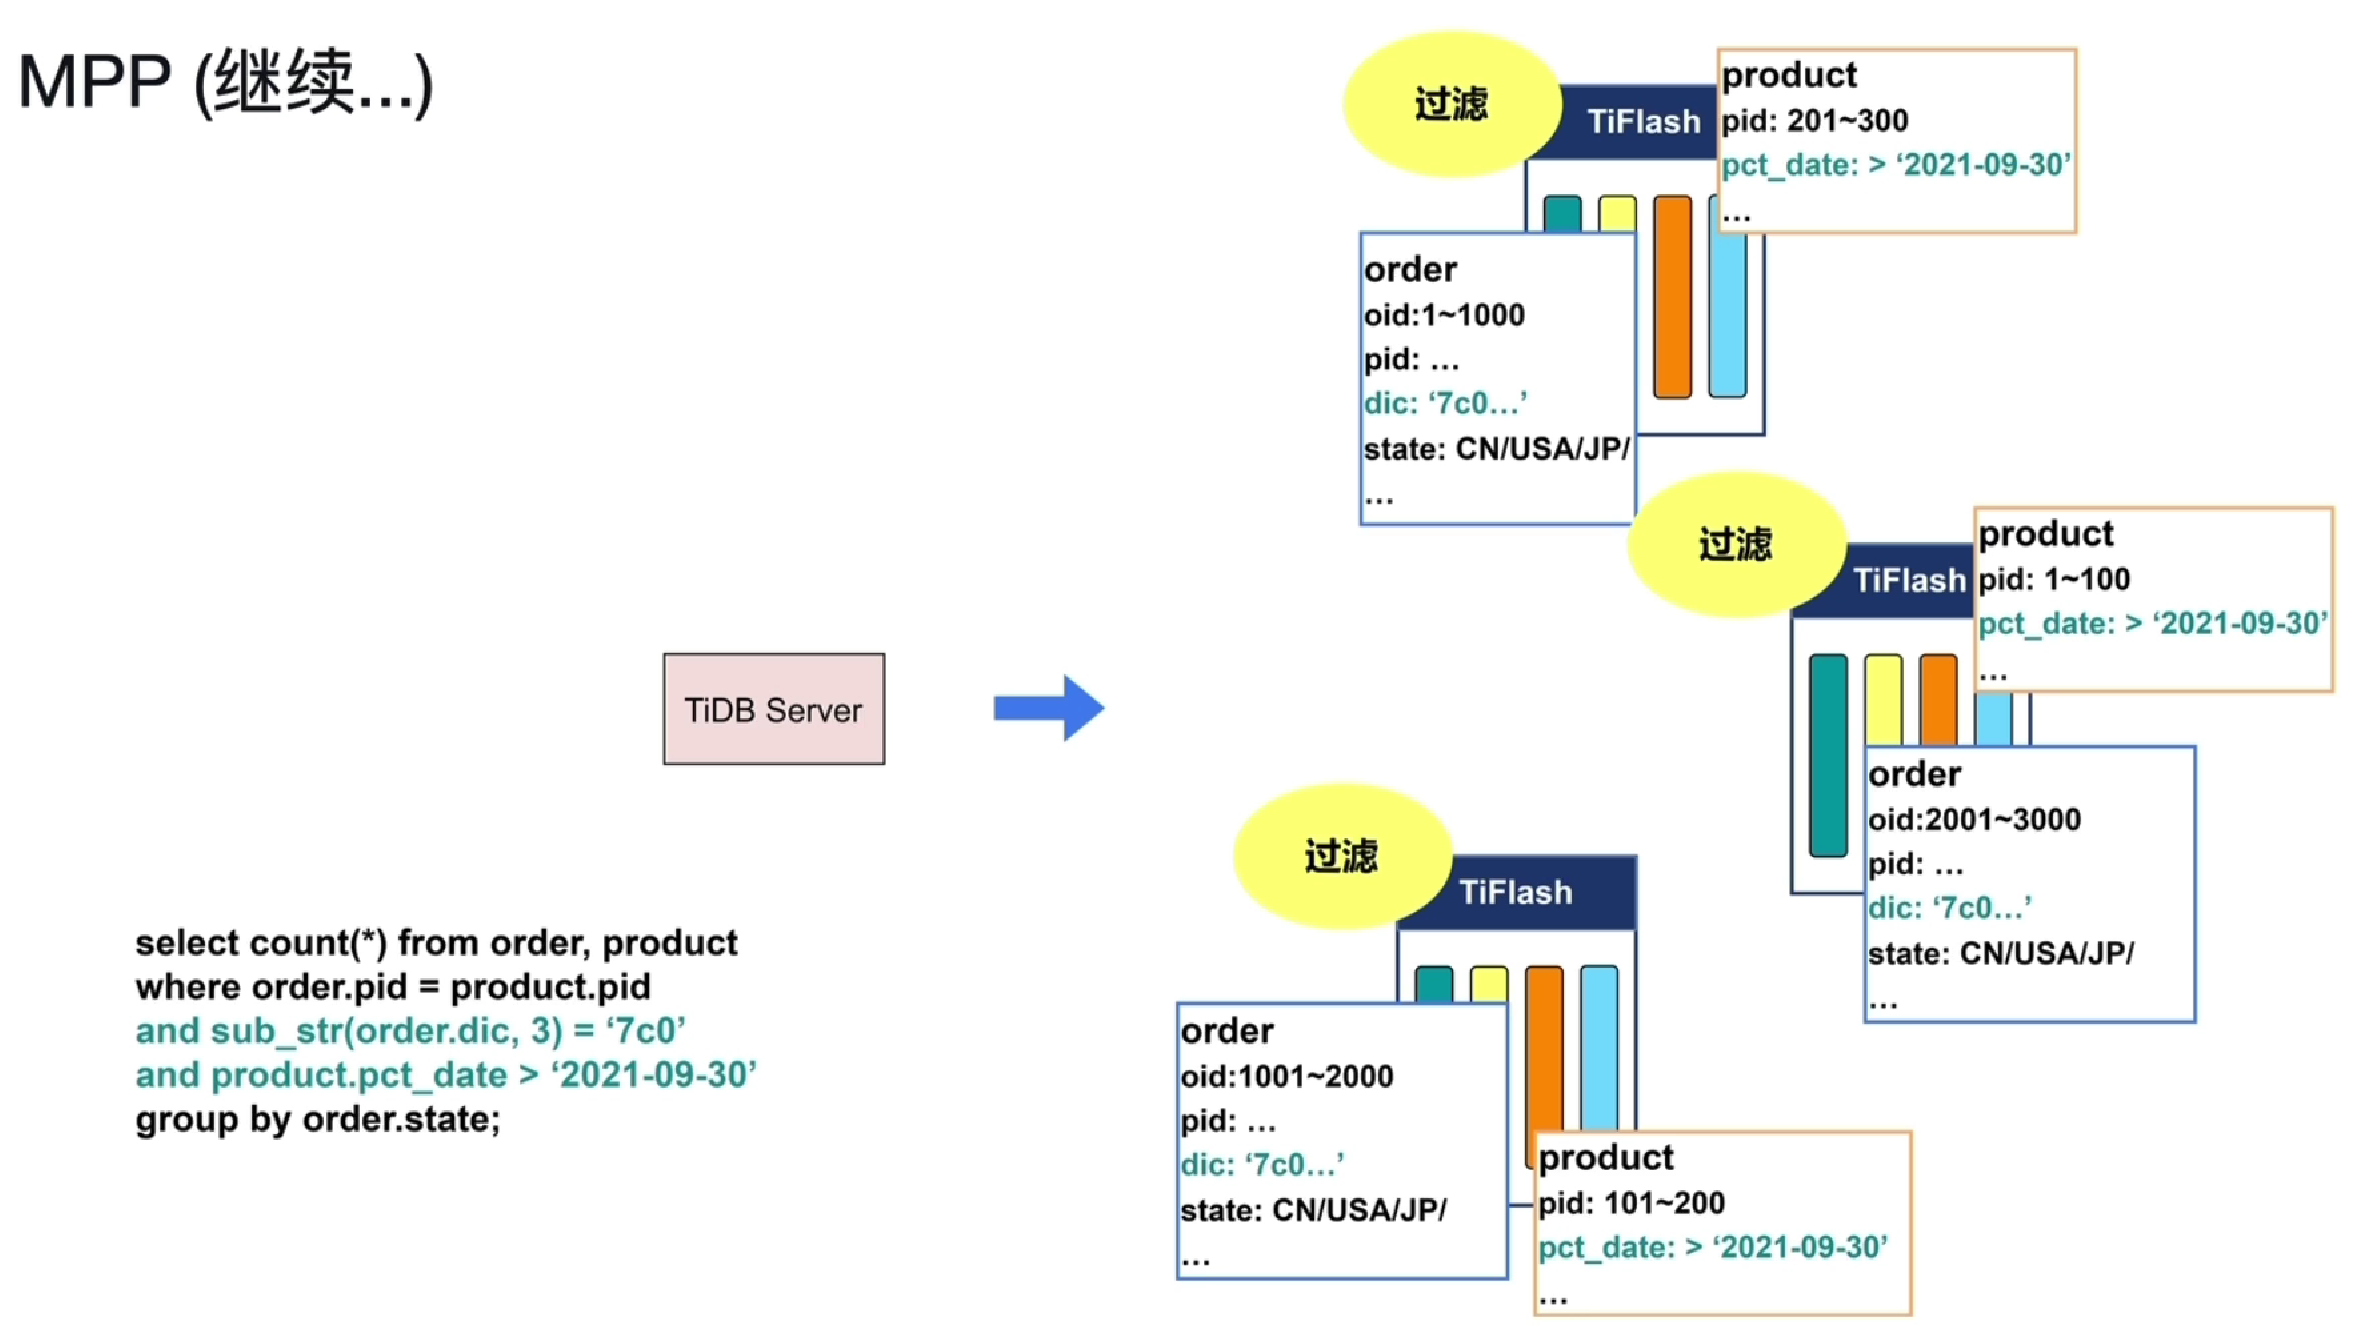 MPP (继续...)
过滤
TiFlash
product
pid: 201~300
pct_date: > ‘2021-09-30’
...
order
oid:1~1000
pid: ...
dic: ‘7c0...’
state: CN/USA/JP/
...
过滤
TiFlash
product
pid: 1~100
pct_date: > ‘2021-09-30’
...
order
oid:2001~3000
pid: ...
dic: ‘7c0...’
state: CN/USA/JP/
...
TiDB Server
过滤
TiFlash
order
oid:1001~2000
pid: ...
dic: ‘7c0...’
state: CN/USA/JP/
...
product
pid: 101~200
pct_date: > ‘2021-09-30’
...
select count(*) from order, product
where order.pid = product.pid
and sub_str(order.dic, 3) = ‘7c0’
and product.pct_date > ‘2021-09-30’
group by order.state;